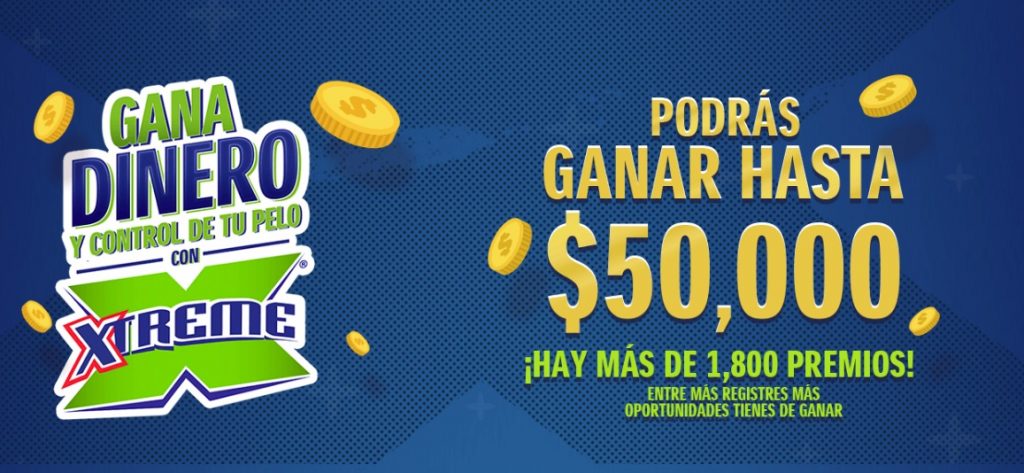 GANA
DINERO
Y CONTROL DE TU PELO
CON
XTREME®
PODRÁS
GANAR HASTA
$50,000
¡HAY MÁS DE 1,800 PREMIOS!
ENTRE MÁS REGISTRES MÁS
OPORTUNIDADES TIENES DE GANAR